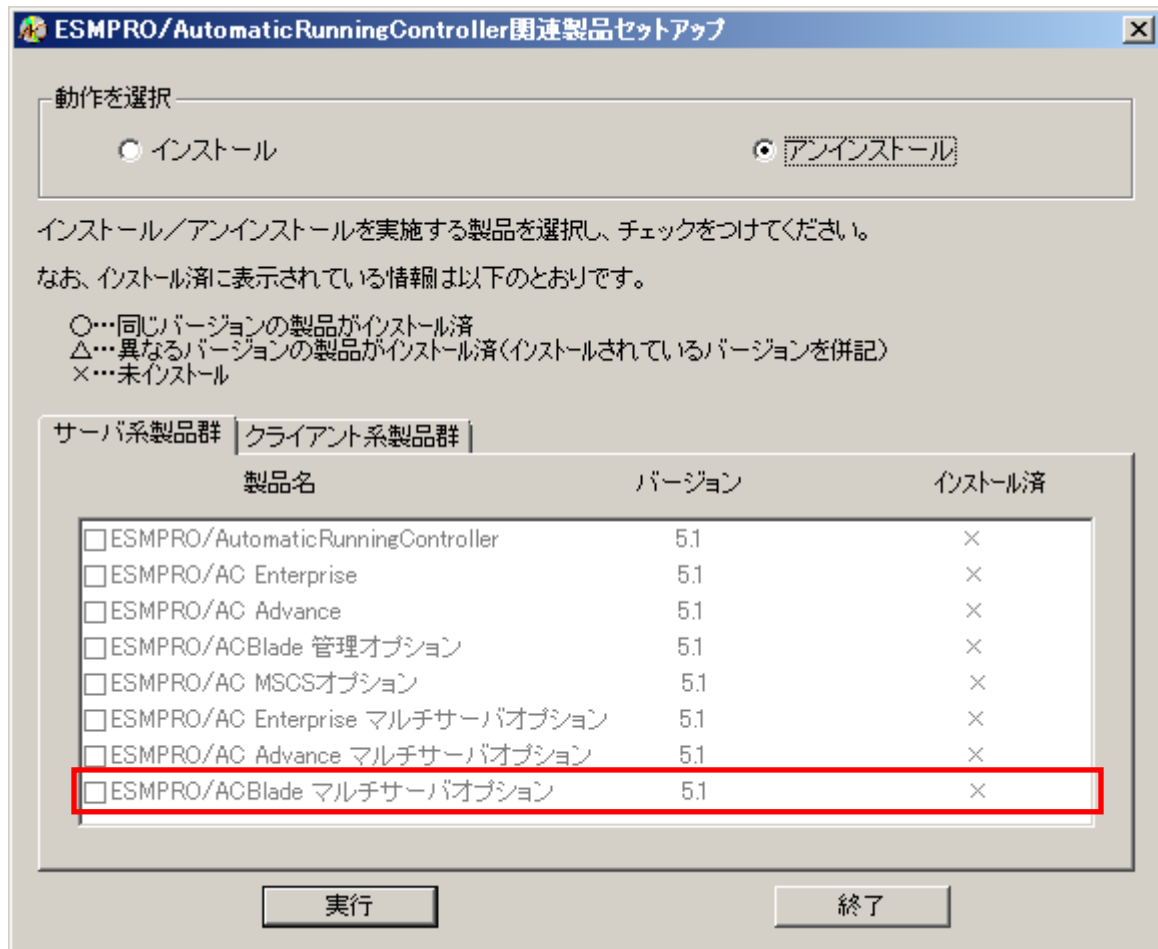 ESMPRO/AutomaticRunningController関連製品セットアップ
動作を選択
インストール アンインストール
インストール／アンインストールを実施する製品を選択し、チェックをつけてください。
なお、インストール済に表示されている情報は以下のとおりです。
○…同じバージョンの製品がインストール済
△…異なるバージョンの製品がインストール済(インストールされているバージョンを併記)
×…未インストール
サーバ系製品群 クライアント系製品群
製品名 バージョン インストール済
ESMPRO/AutomaticRunningController 5.1 ×
ESMPRO/AC Enterprise 5.1 ×
ESMPRO/AC Advance 5.1 ×
ESMPRO/ACBlade 管理オプション 5.1 ×
ESMPRO/AC MSCSオプション 5.1 ×
ESMPRO/AC Enterprise マルチサーバオプション 5.1 ×
ESMPRO/AC Advance マルチサーバオプション 5.1 ×
ESMPRO/ACBlade マルチサーバオプション 5.1 ×
実行 終了